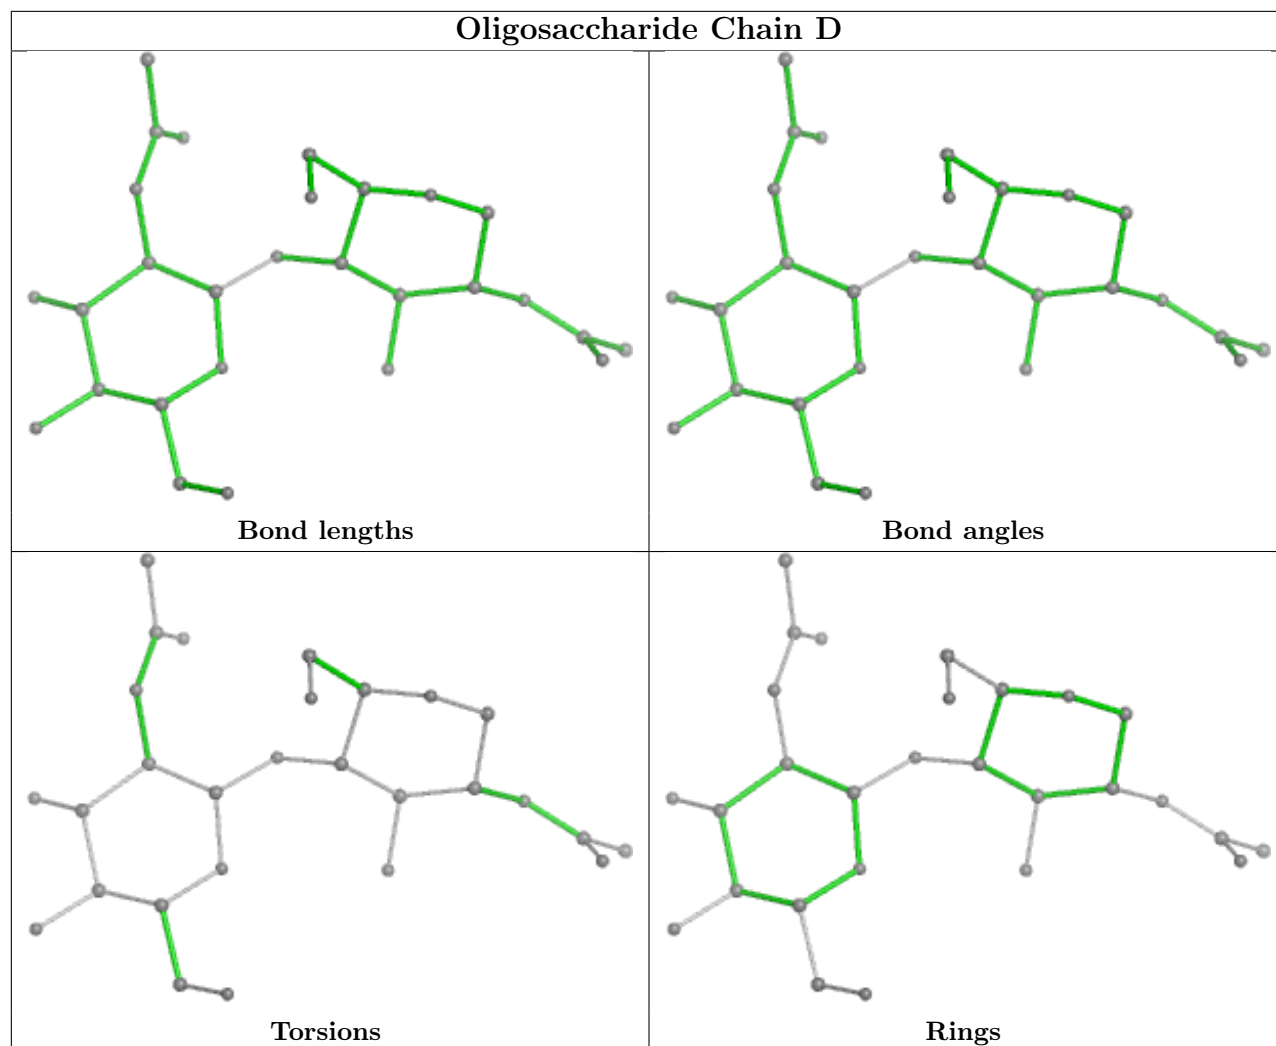 Oligosaccharide Chain D
Bond lengths
Bond angles
Torsions
Rings